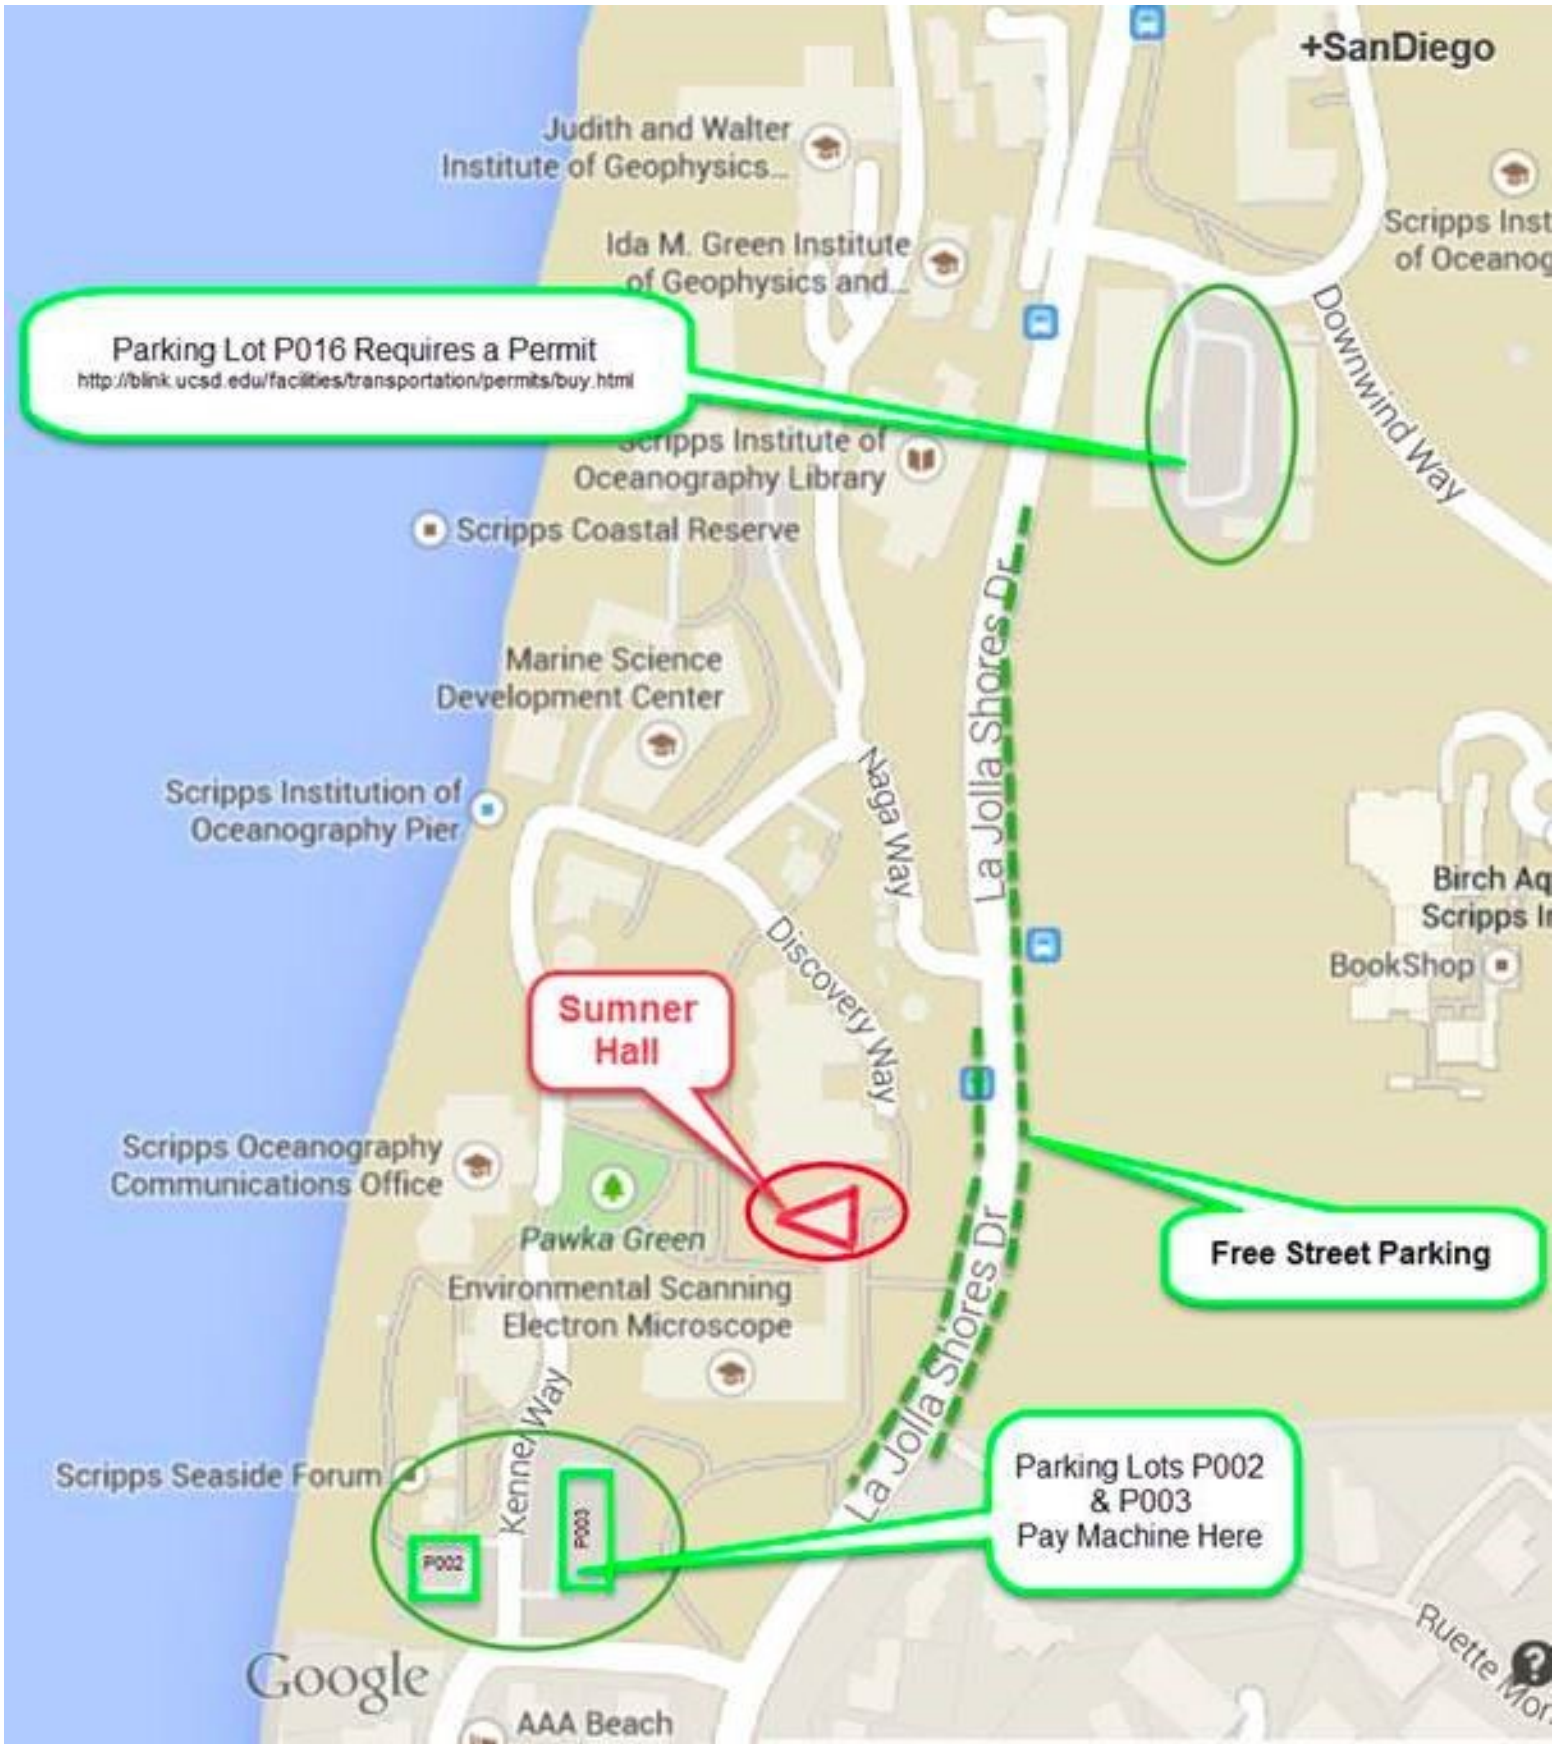 +SanDiego
Judith and Walter
Institute of Geophysics...
Scripps Inst
of Oceanog
Ida M. Green Institute
of Geophysics and...
Parking Lot P016 Requires a Permit
http://blink.ucsd.edu/facilities/transportation/permits/buy.html
Downwind Way
Scripps Institute of
Oceanography Library
Scripps Coastal Reserve
La Jolla Shores Dr
Marine Science
Development Center
Naga Way
Scripps Institution of
Oceanography Pier
Birch Aq
Scripps In
BookShop
Discovery Way
Sumner
Hall
Scripps Oceanography
Communications Office
Pawka Green
Free Street Parking
Environmental Scanning
Electron Microscope
La Jolla Shores Dr
Kennel Way
Scripps Seaside Forum
Parking Lots P002
& P003
Pay Machine Here
P003
P002
Ruette Mon
Google
?
AAA Beach